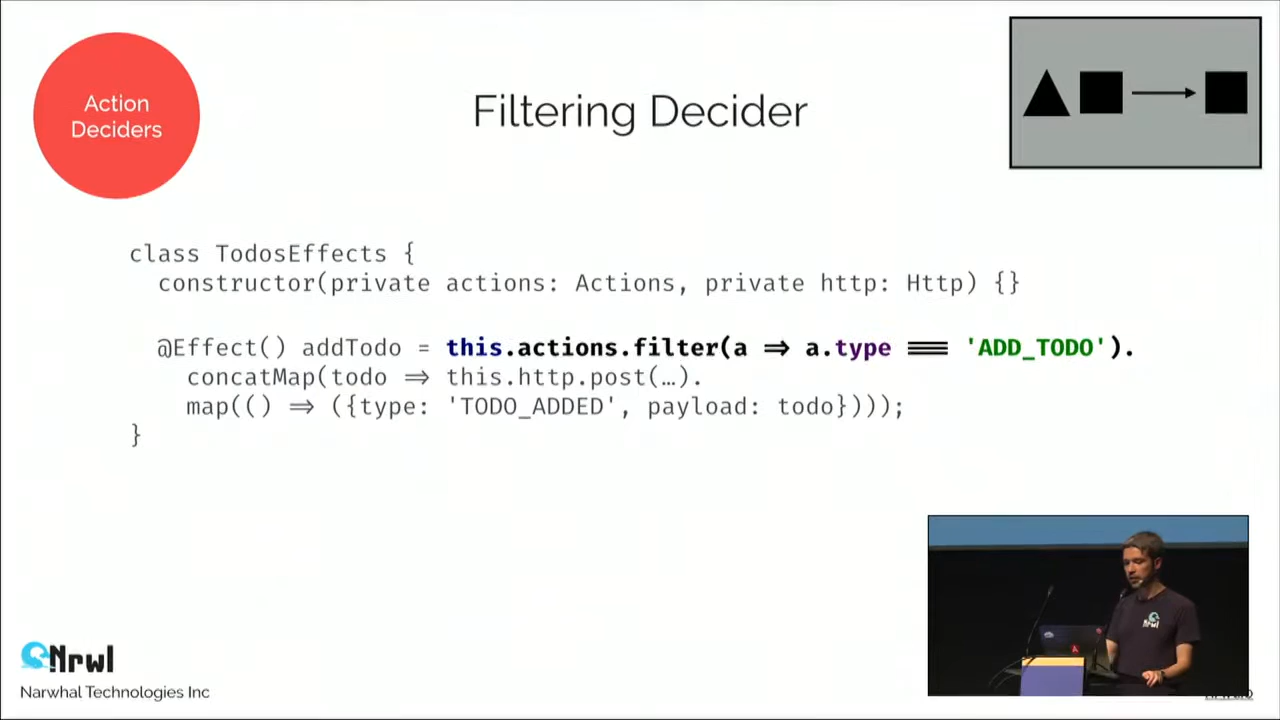 Action
Deciders
Filtering Decider
class TodosEffects {
constructor(private actions: Actions, private http: Http) {}
@Effect() addTodo = this.actions.filter(a => a.type === 'ADD_TODO').
concatMap(todo => this.http.post(…).
map(() => ({type: 'TODO_ADDED', payload: todo})));
}
Nrwl
Narwhal Technologies Inc
Nrwl